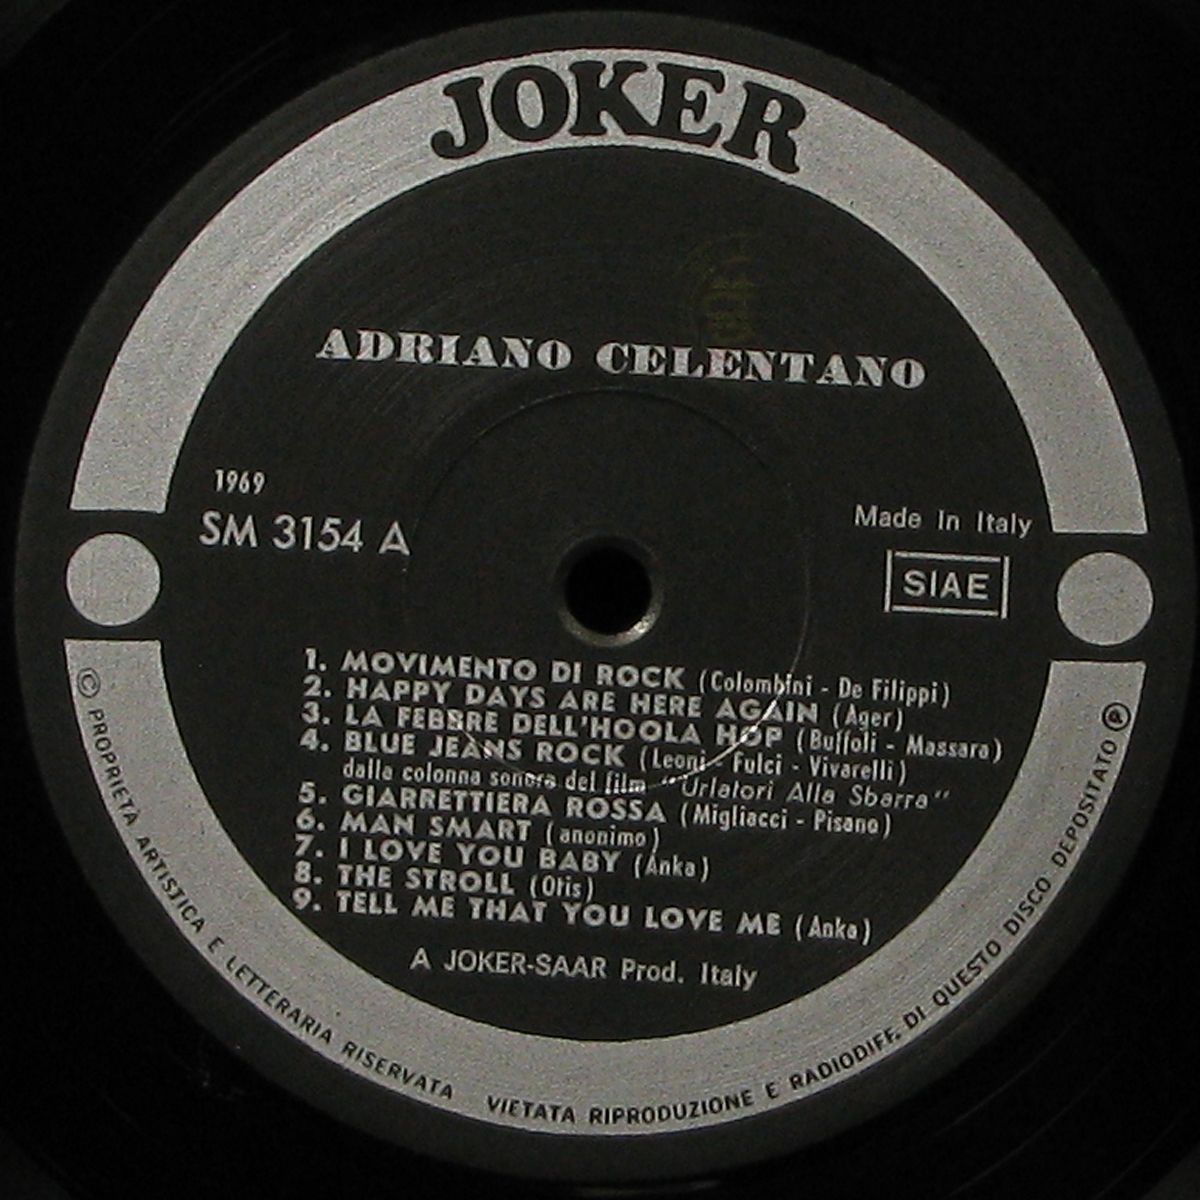 JOKER
ADRIANO CELENTANO
1969
SM 3154 A
Made In Italy
SIAE
1. MOVIMENTO DI ROCK (Colombini - De Filippi)
2. HAPPY DAYS ARE HERE AGAIN (Ager)
3. LA FEBBRE DELL'HOOLA HOP (Buffoli - Massara)
4. BLUE JEANS ROCK (Leoni - Fulci - Vivarelli)
dalla colonna sonora del film "Urlatori Alla Sbarra"
5. GIARRETTIERA ROSSA (Migliacci - Pisano)
6. MAN SMART (anonimo)
7. I LOVE YOU BABY (Anka)
8. THE STROLL (Otis)
9. TELL ME THAT YOU LOVE ME (Anka)
A JOKER-SAAR Prod. Italy
© PROPRIETA ARTISTICA E LETTERARIA RISERVATA VIETATA RIPRODUZIONE E RADIODIFF. DI QUESTO DISCO DEPOSITATO ℗